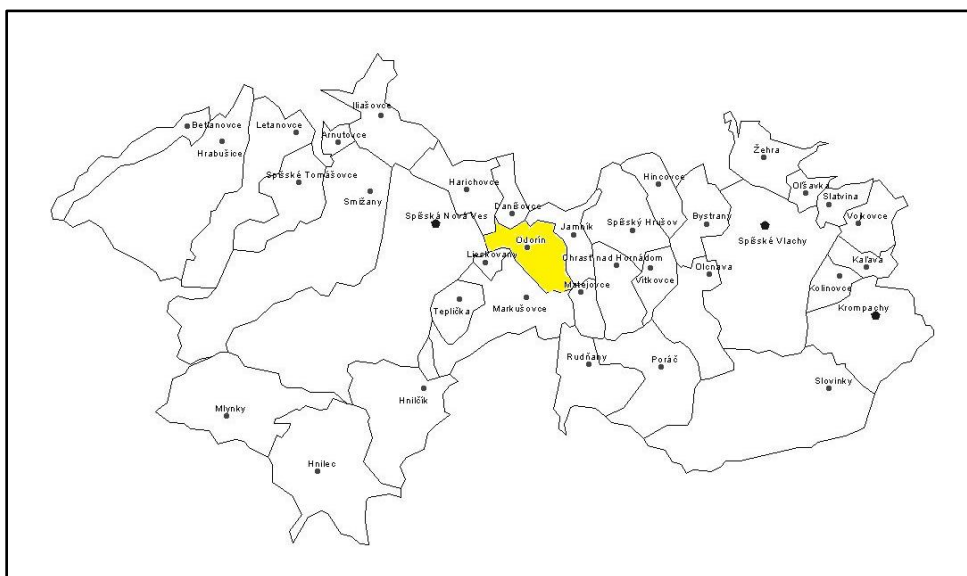 Iliašovce
Betlanovce
Letanovce
Arnutovce
Hrabušice
Žehra
Spišské Tomášovce
Harichovce
Hincovce
Smižany
Oľšavka
Slatvina
Danišovce
Spišská Nová Ves
Bystrany
Vojkovce
Jamník
Spišský Hrušov
Odorín
Spišské Vlachy
Lieskovany
Chrasť nad Hornádom
Kaľava
Vítkovce
Olcnava
Matejovce
Kolinovce
Teplička
Markušovce
Krompachy
Rudňany
Poráč
Hnilčík
Slovinky
Mlynky
Hnilec